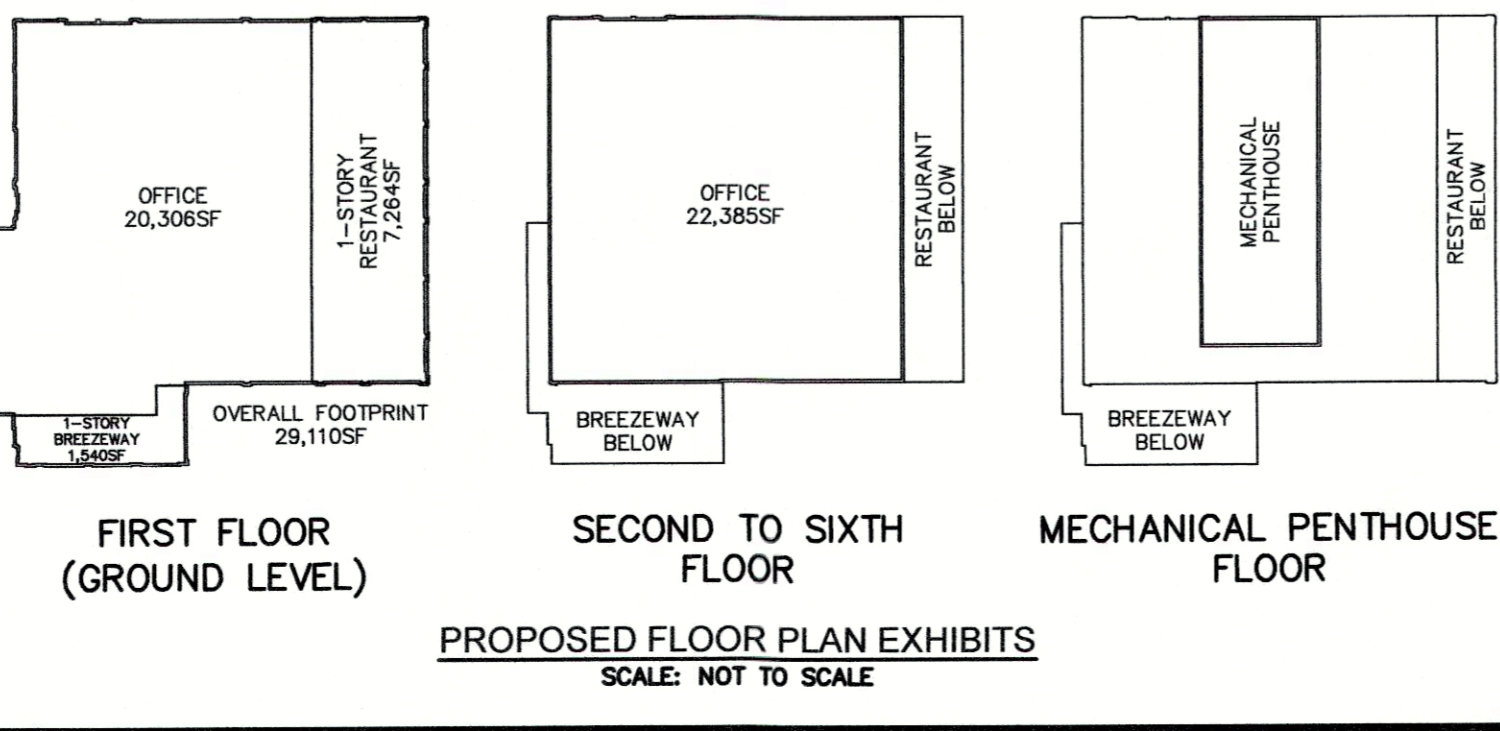 OFFICE
20,306SF
1-STORY
RESTAURANT
7,264SF
1-STORY
BREEZEWAY
1,540SF
OVERALL FOOTPRINT
29,110SF
FIRST FLOOR
(GROUND LEVEL)
OFFICE
22,385SF
RESTAURANT
BELOW
BREEZEWAY
BELOW
SECOND TO SIXTH
FLOOR
MECHANICAL
PENTHOUSE
RESTAURANT
BELOW
BREEZEWAY
BELOW
MECHANICAL PENTHOUSE
FLOOR
PROPOSED FLOOR PLAN EXHIBITS
SCALE: NOT TO SCALE